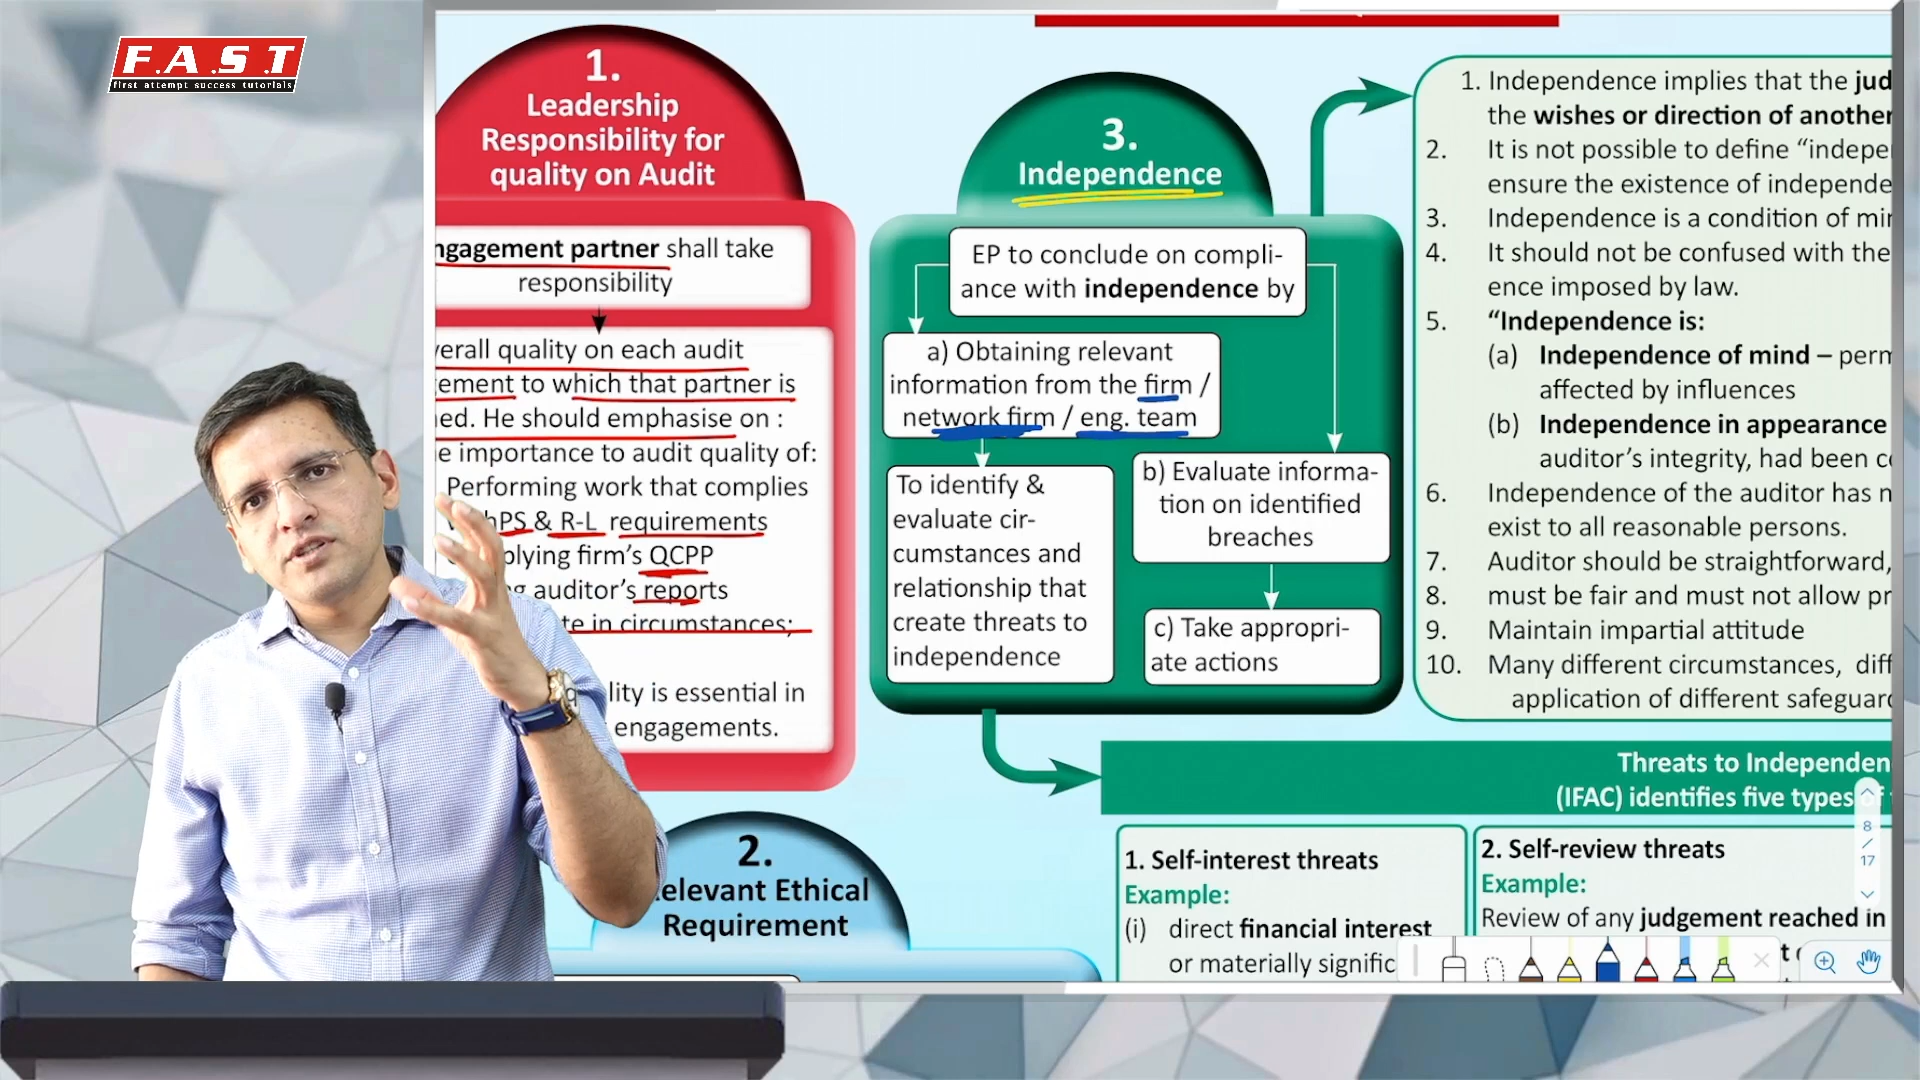 F.A.S.T
first attempt success tutorials
1.
Leadership
Responsibility for
quality on Audit
ngagement partner shall take
responsibility
verall quality on each audit
ement to which that partner is
ed. He should emphasise on :
e importance to audit quality of:
Performing work that complies
PS & R-L requirements
plying firm's QCPP
auditor's reports
te in circumstances;
lity is essential in
engagements.
2.
elevant Ethical
Requirement
3.
Independence
EP to conclude on compli-
ance with independence by
a) Obtaining relevant
information from the firm /
network firm / eng. team
To identify &
evaluate cir-
cumstances and
relationship that
create threats to
independence
b) Evaluate informa-
tion on identified
breaches
c) Take appropri-
ate actions
1. Independence implies that the jud
the wishes or direction of another
2. It is not possible to define “indepe
ensure the existence of independe
3. Independence is a condition of mi
4. It should not be confused with the
ence imposed by law.
5. “Independence is:
(a) Independence of mind – perm
affected by influences
(b) Independence in appearance
auditor's integrity, had been c
6. Independence of the auditor has n
exist to all reasonable persons.
7. Auditor should be straightforward,
8. must be fair and must not allow pr
9. Maintain impartial attitude
10. Many different circumstances, diff
application of different safeguard
Threats to Independen
(IFAC) identifies five types of
1. Self-interest threats
Example:
(i) direct financial interest
or materially signific
2. Self-review threats
Example:
Review of any judgement reached in
8
/
17